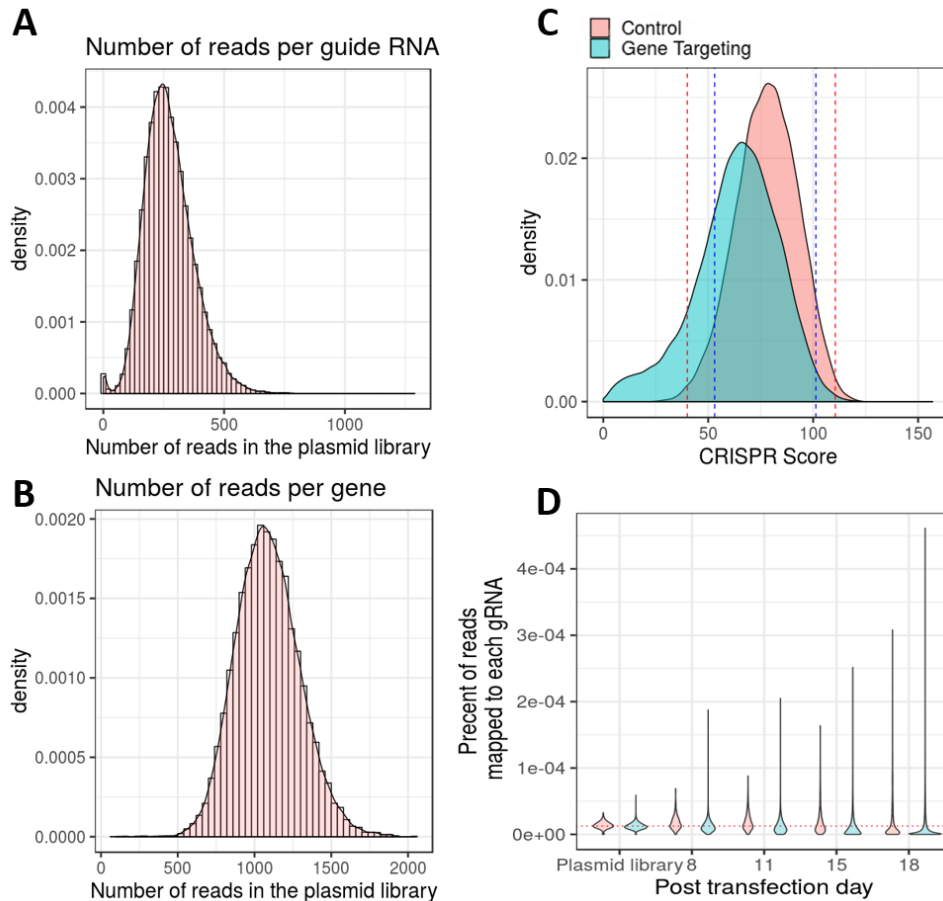 A
Number of reads per guide RNA
0.004
0.003
0.002
0.001
0.000
density
0 500 1000
Number of reads in the plasmid library
B
Number of reads per gene
0.0020
0.0015
0.0010
0.0005
0.0000
density
0 500 1000 1500 2000
Number of reads in the plasmid library
C
Control
Gene Targeting
0.02
0.01
0.00
density
0 50 100 150
CRISPR Score
D
4e-04
3e-04
2e-04
1e-04
0e+00
Precent of reads
mapped to each gRNA
Plasmid library 8 11 15 18
Post transfection day